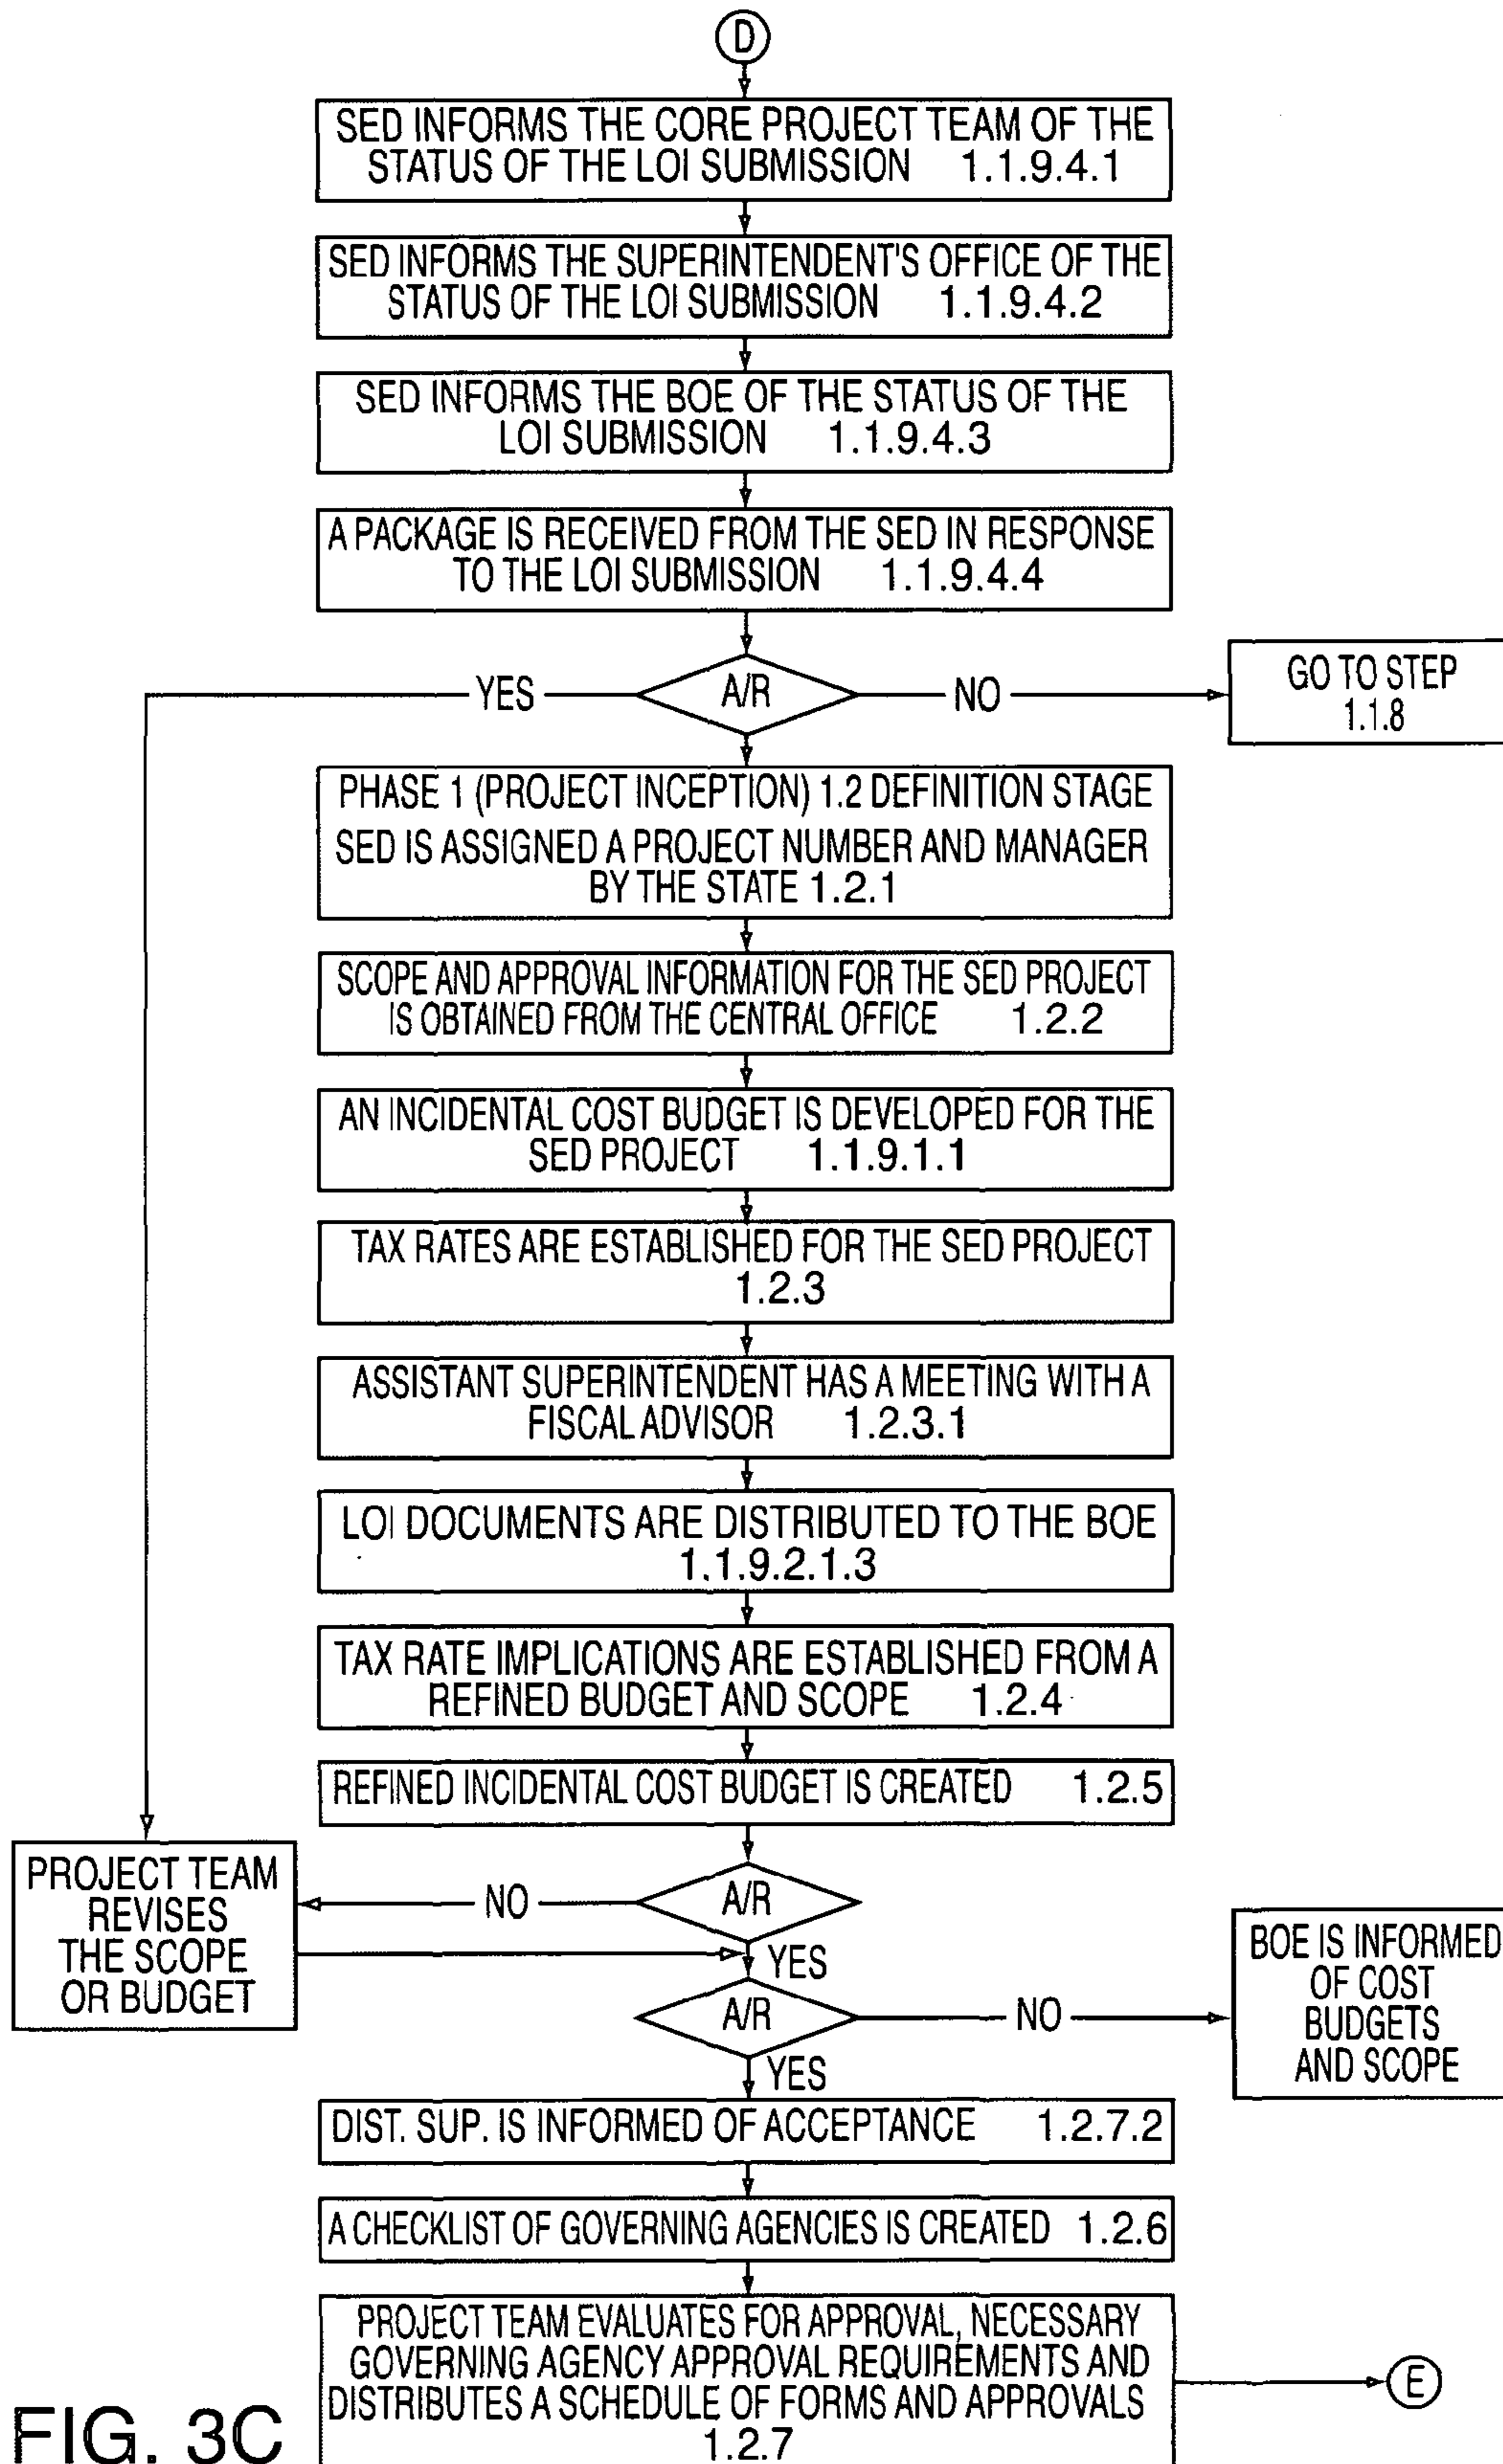 D
SED INFORMS THE CORE PROJECT TEAM OF THE
STATUS OF THE LOI SUBMISSION 1.1.9.4.1
SED INFORMS THE SUPERINTENDENT'S OFFICE OF THE
STATUS OF THE LOI SUBMISSION 1.1.9.4.2
SED INFORMS THE BOE OF THE STATUS OF THE
LOI SUBMISSION 1.1.9.4.3
A PACKAGE IS RECEIVED FROM THE SED IN RESPONSE
TO THE LOI SUBMISSION 1.1.9.4.4
YES
A/R
NO
GO TO STEP
1.1.8
PHASE 1 (PROJECT INCEPTION) 1.2 DEFINITION STAGE
SED IS ASSIGNED A PROJECT NUMBER AND MANAGER
BY THE STATE 1.2.1
SCOPE AND APPROVAL INFORMATION FOR THE SED PROJECT
IS OBTAINED FROM THE CENTRAL OFFICE 1.2.2
AN INCIDENTAL COST BUDGET IS DEVELOPED FOR THE
SED PROJECT 1.1.9.1.1
TAX RATES ARE ESTABLISHED FOR THE SED PROJECT
1.2.3
ASSISTANT SUPERINTENDENT HAS A MEETING WITH A
FISCAL ADVISOR 1.2.3.1
LOI DOCUMENTS ARE DISTRIBUTED TO THE BOE
1.1.9.2.1.3
TAX RATE IMPLICATIONS ARE ESTABLISHED FROM A
REFINED BUDGET AND SCOPE 1.2.4
REFINED INCIDENTAL COST BUDGET IS CREATED 1.2.5
PROJECT TEAM
REVISES
THE SCOPE
OR BUDGET
NO
A/R
YES
A/R
NO
BOE IS INFORMED
OF COST
BUDGETS
AND SCOPE
YES
DIST. SUP. IS INFORMED OF ACCEPTANCE 1.2.7.2
A CHECKLIST OF GOVERNING AGENCIES IS CREATED 1.2.6
PROJECT TEAM EVALUATES FOR APPROVAL, NECESSARY
GOVERNING AGENCY APPROVAL REQUIREMENTS AND
DISTRIBUTES A SCHEDULE OF FORMS AND APPROVALS
1.2.7
E
FIG. 3C